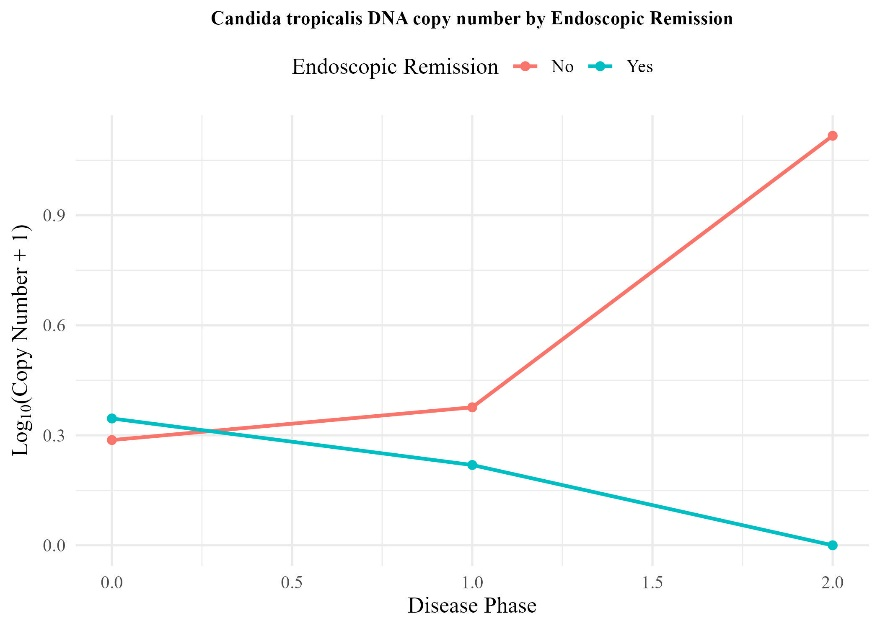 Candida tropicalis DNA copy number by Endoscopic Remission
Endoscopic Remission No Yes
Log10(Copy Number + 1)
0.9
0.6
0.3
0.0
0.0 0.5 1.0 1.5 2.0
Disease Phase